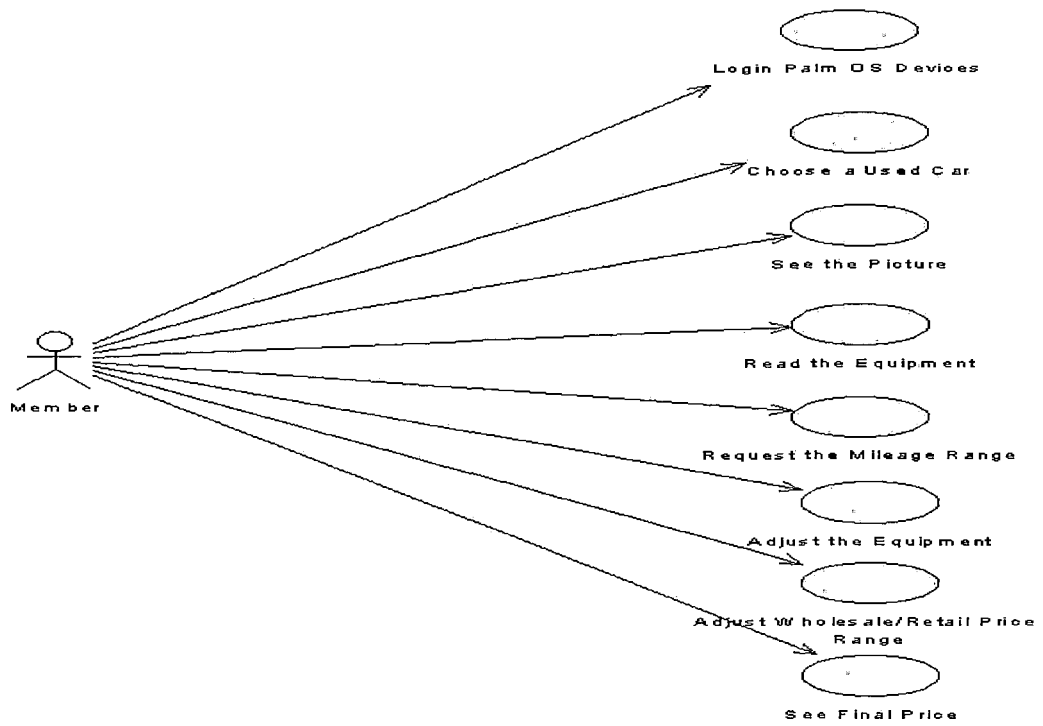 Login Palm OS Devices
Choose a Used Car
See the Picture
Read the Equipment
Member
Request the Mileage Range
Adjust the Equipment
Adjust Wholesale/Retail Price
Range
See Final Price